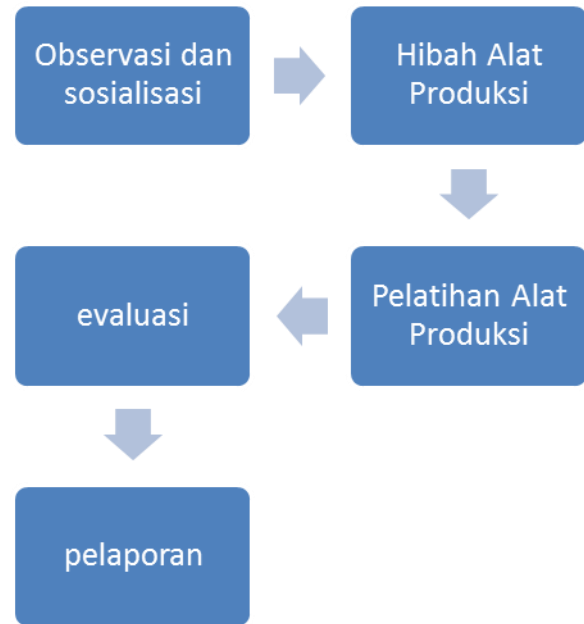 Observasi dan
sosialisasi
Hibah Alat
Produksi
Pelatihan Alat
Produksi
evaluasi
pelaporan